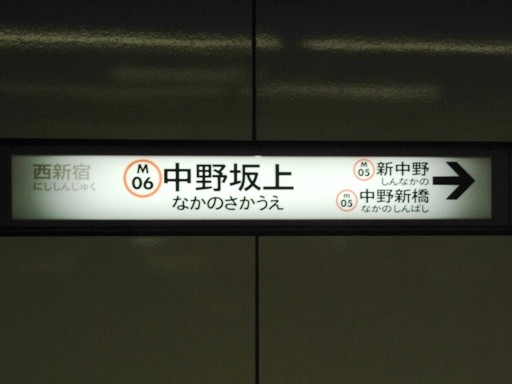 西新宿
にししんじゅく
M
06
中野坂上
なかのさかうえ
M
05
新中野
しんなかの
m
05
中野新橋
なかのしんばし